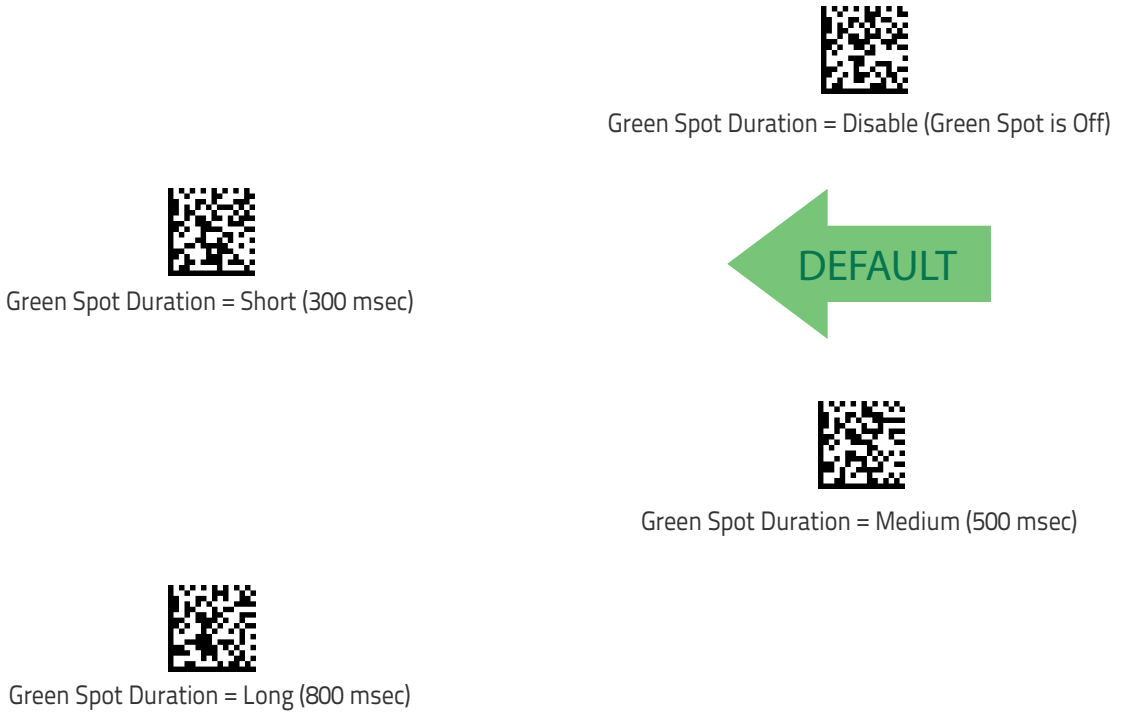 Green Spot Duration = Disable (Green Spot is Off)
Green Spot Duration = Short (300 msec)
DEFAULT
Green Spot Duration = Medium (500 msec)
Green Spot Duration = Long (800 msec)